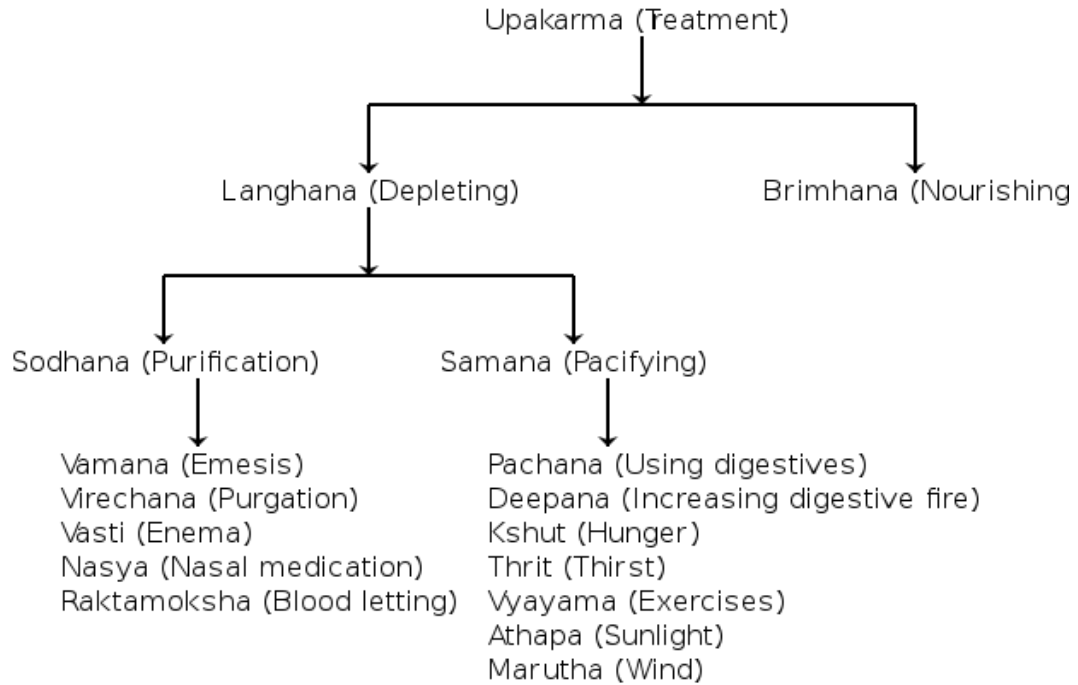 Upakarma (Treatment)
Langhana (Depleting)
Brimhana (Nourishing
Sodhana (Purification)
Samana (Pacifying)
Vamana (Emesis)
Virechana (Purgation)
Vasti (Enema)
Nasya (Nasal medication)
Raktamoksha (Blood letting)
Pachana (Using digestives)
Deepana (Increasing digestive fire)
Kshut (Hunger)
Thrit (Thirst)
Vyayama (Exercises)
Athapa (Sunlight)
Marutha (Wind)